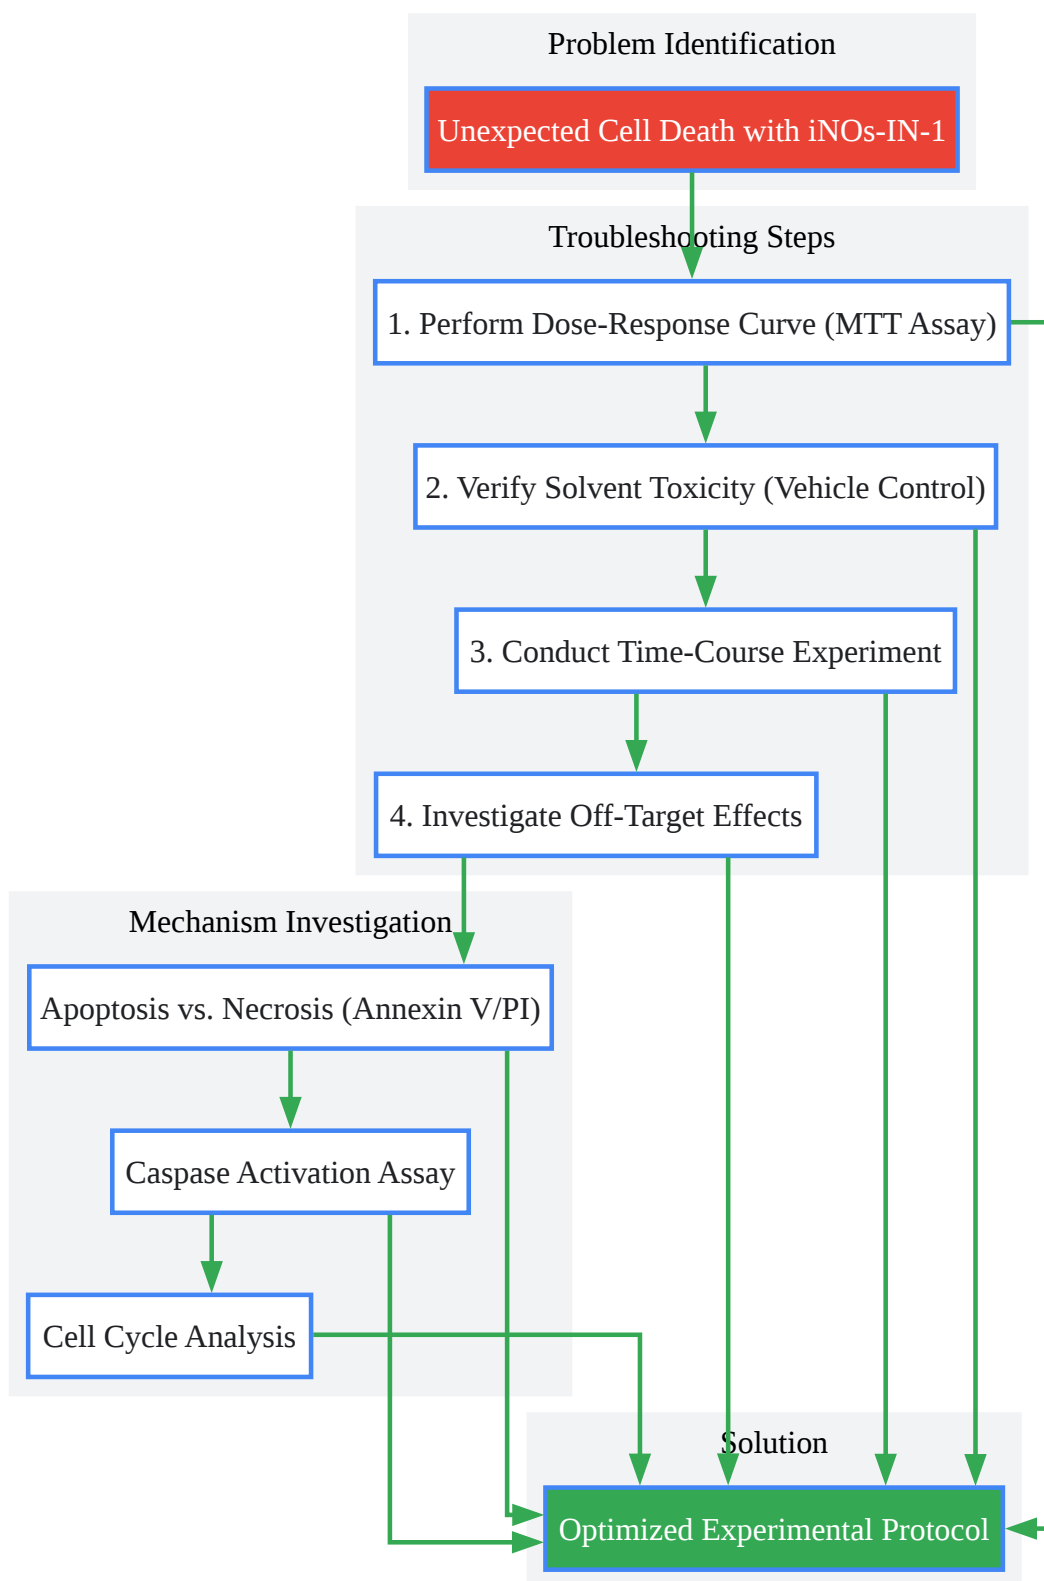 Problem Identification
Unexpected Cell Death with iNOs-IN-1
Troubleshooting Steps
1. Perform Dose-Response Curve (MTT Assay)
2. Verify Solvent Toxicity (Vehicle Control)
3. Conduct Time-Course Experiment
4. Investigate Off-Target Effects
Mechanism Investigation
Apoptosis vs. Necrosis (Annexin V/PI)
Caspase Activation Assay
Cell Cycle Analysis
Solution
Optimized Experimental Protocol